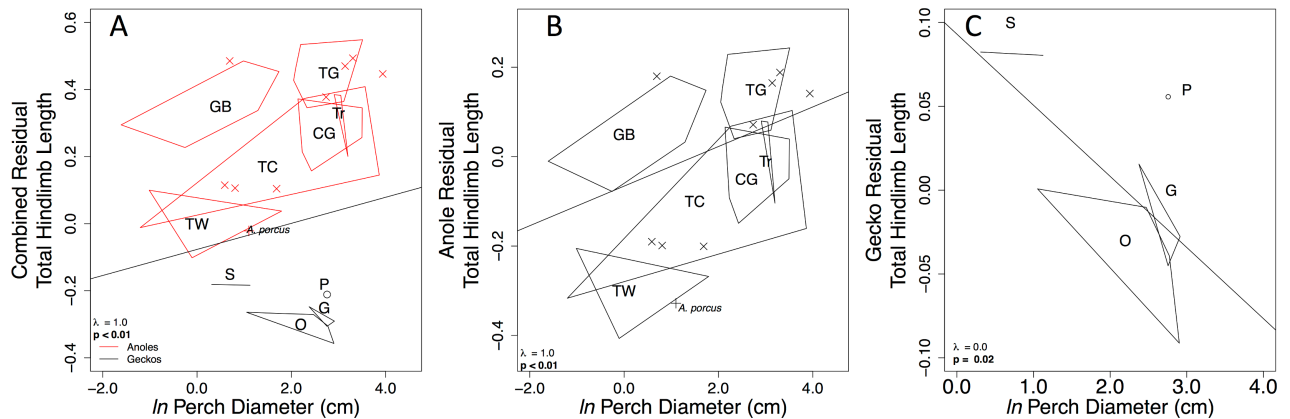 A
Combined Residual
Total Hindlimb Length
0.6
0.4
0.2
0.0
−0.2
−0.4
GB
TG
Tr
CG
TC
TW
A. porcus
S
P
G
O
λ = 1.0
p < 0.01
Anoles
Geckos
−2.0
0.0
2.0
4.0
ln Perch Diameter (cm)
B
Anole Residual
Total Hindlimb Length
0.2
0.0
−0.2
−0.4
GB
TG
Tr
CG
TC
TW
A. porcus
λ = 1.0
p < 0.01
−2.0
0.0
2.0
4.0
ln Perch Diameter (cm)
C
Gecko Residual
Total Hindlimb Length
0.10
0.05
0.00
−0.05
−0.10
S
P
G
O
λ = 0.0
p = 0.02
0.0
1.0
2.0
3.0
4.0
ln Perch Diameter (cm)